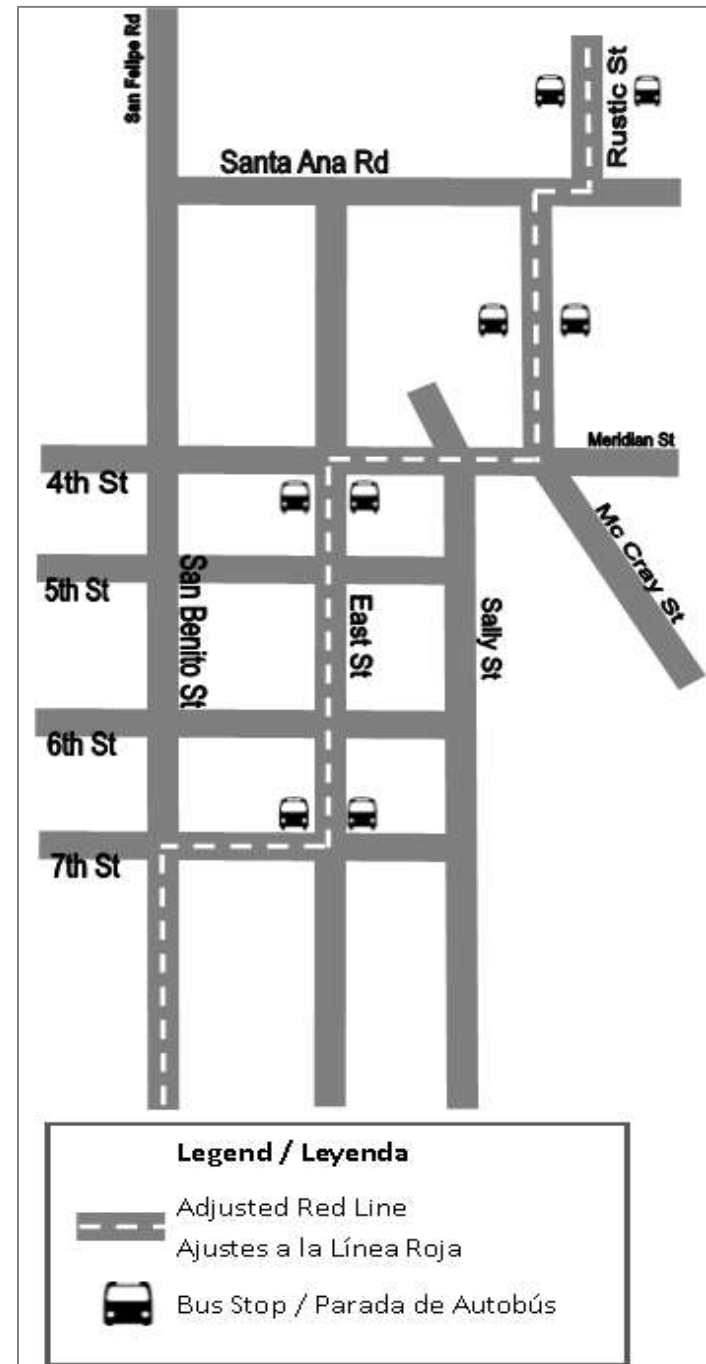 San Felipe Rd
Rustic St
Santa Ana Rd
Meridian St
4th St
Mc Cray St
5th St
San Benito St
East St
Sally St
6th St
7th St
Legend / Leyenda
Adjusted Red Line
Ajustes a la Línea Roja
Bus Stop / Parada de Autobús